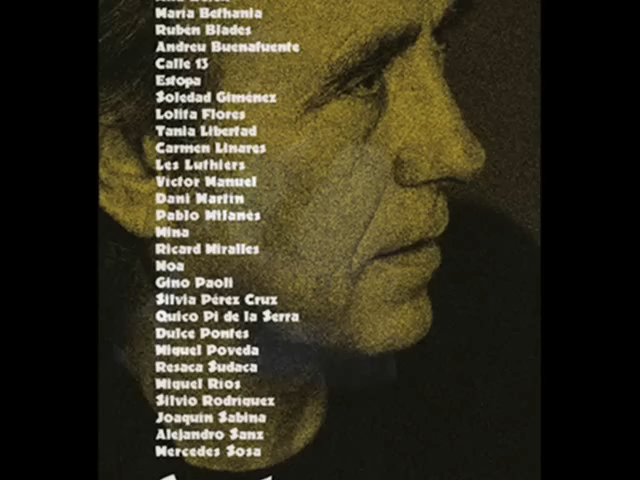 María Bethania
Rubén Blades
Andreu Buenafuente
Calle 13
Estopa
Soledad Giménez
Lolita Flores
Tania Libertad
Carmen Linares
Les Luthiers
Víctor Manuel
Dani Martín
Pablo Milanés
Mina
Ricard Miralles
Noa
Gino Paoli
Silvia Pérez Cruz
Quico Pi de la Serra
Dulce Pontes
Miguel Poveda
Resaca Sudaca
Miguel Ríos
Silvio Rodríguez
Joaquín Sabina
Alejandro Sanz
Mercedes Sosa